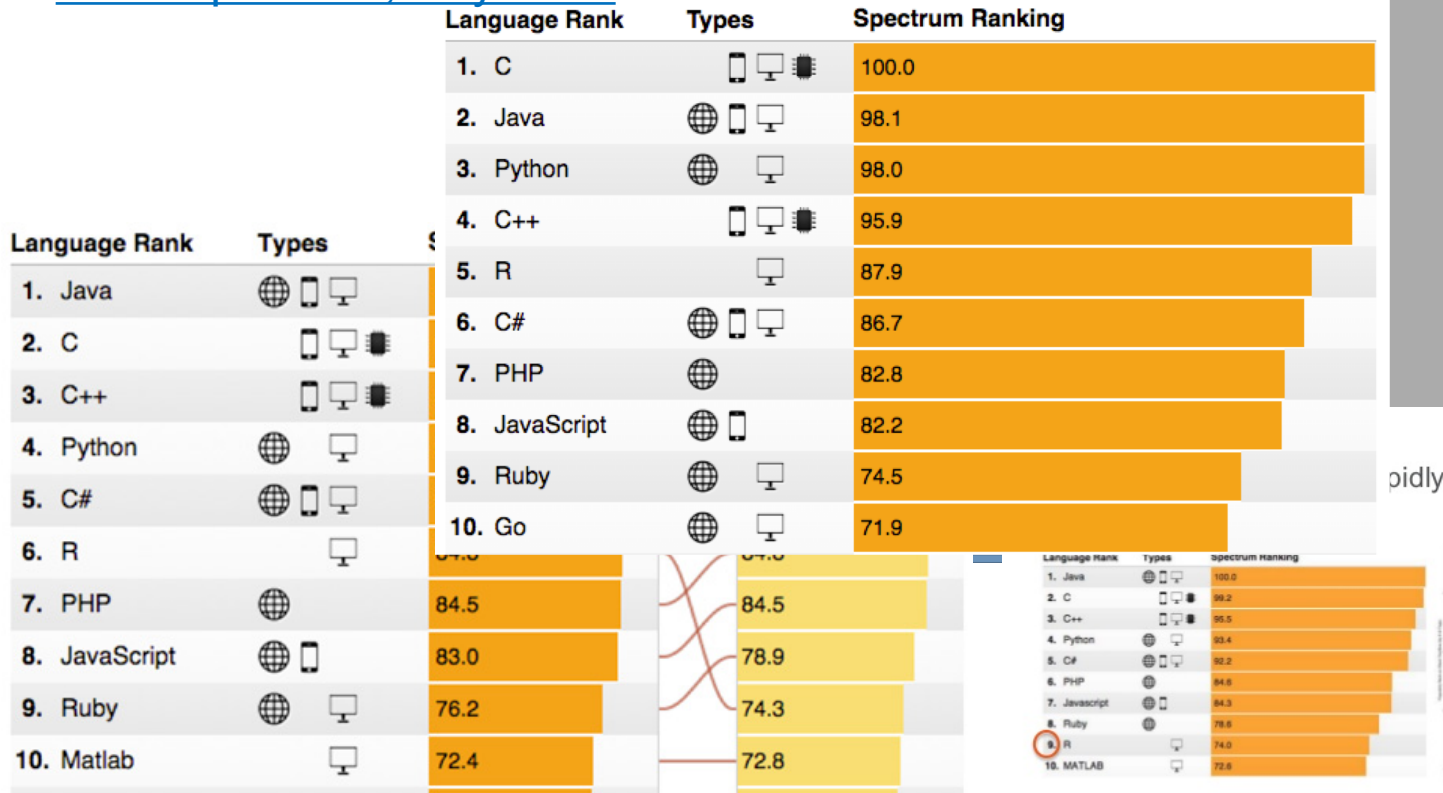 Language Rank Types Spectrum Ranking
1. C 100.0
2. Java 98.1
3. Python 98.0
4. C++ 95.9
5. R 87.9
6. C# 86.7
7. PHP 82.8
8. JavaScript 82.2
9. Ruby 74.5
10. Go 71.9
Language Rank Types
1. Java
2. C
3. C++
4. Python
5. C#
6. R
7. PHP 84.5 84.5
8. JavaScript 83.0 78.9
9. Ruby 76.2 74.3
10. Matlab 72.4 72.8
pidly
Language Rank Types Spectrum Ranking
1. Java 100.0
2. C 99.2
3. C++ 95.5
4. Python 93.4
5. C# 92.2
6. PHP 84.6
7. Javascript 84.3
8. Ruby 78.6
9. R 74.0
10. MATLAB 72.6